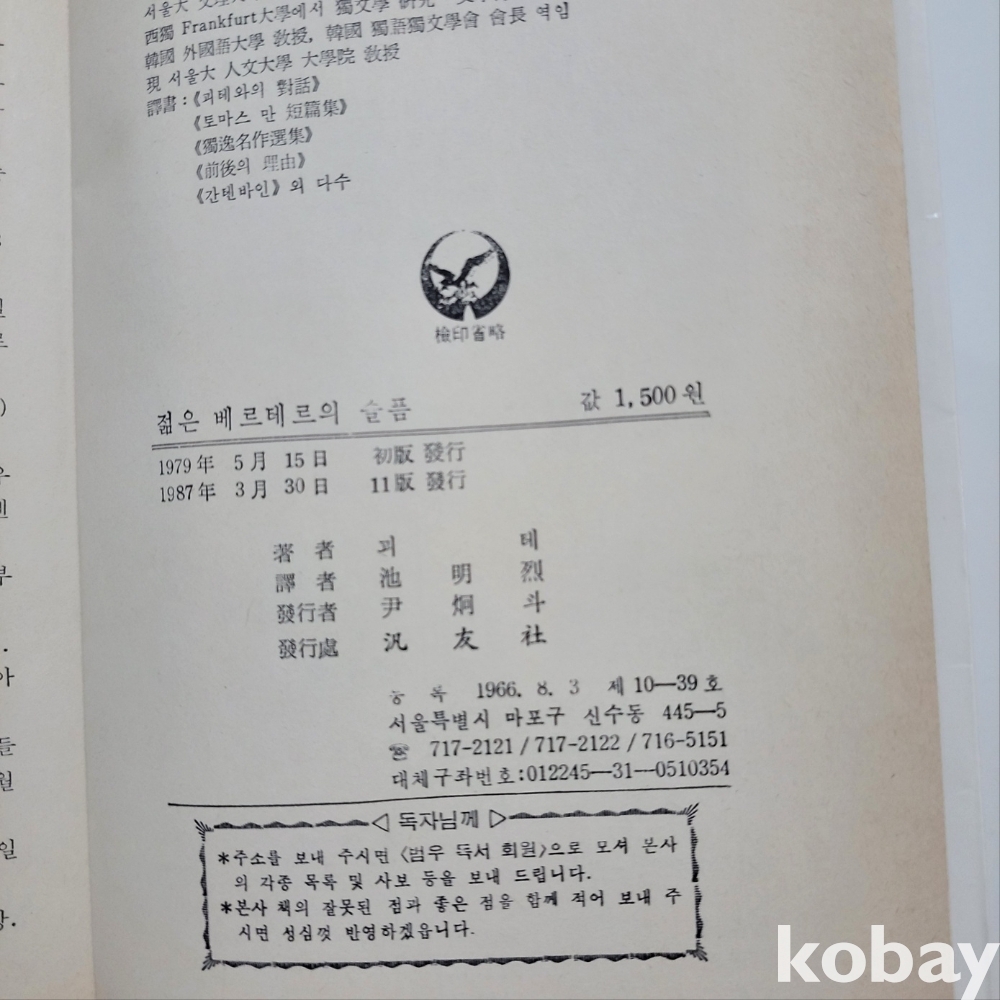 서울大
西獨 Frankfurt大學에서 獨文學 研究
韓國 外國語大學 敎授, 韓國 獨語獨文學會 會長 역임
現 서울大 人文大學 大學院 敎授
譯書:《괴테와의 對話》
《토마스 만 短篇集》
《獨逸名作選集》
《前後의 理由》
《간텐바인》 외 다수
檢印省略
젊은 베르테르의 슬픔 값 1,500원
1979年 5月 15日 初版 發行
1987年 3月 30日 11版 發行
著者 괴테
譯者 池明烈
發行者 尹炯斗
發行處 汎友社
등록 1966. 8. 3 제 10—39호
서울특별시 마포구 신수동 445—5
☎ 717-2121 / 717-2122 / 716-5151
대체구좌번호:012245—31—0510354
◁ 독자님께 ▷
*주소를 보내 주시면 〈범우 독서 회원〉으로 모셔 본사
의 각종 목록 및 사보 등을 보내 드립니다.
*본사 책의 잘못된 점과 좋은 점을 함께 적어 보내 주
시면 성심껏 반영하겠읍니다.
kobay